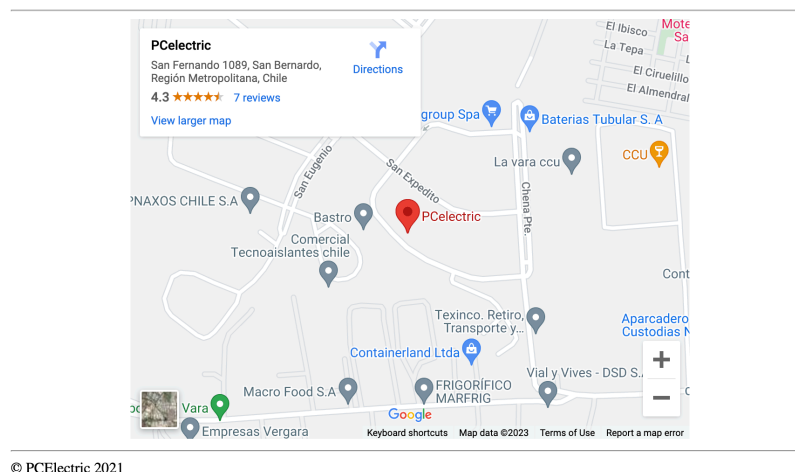 PCelectric
San Fernando 1089, San Bernardo,
Región Metropolitana, Chile
Directions
4.3
7 reviews
View larger map
El Ibisco
Mote
Sa
La Tepa
El Ciruelillo
El Almendral
group Spa
Baterias Tubular S. A
La vara ccu
CCU
San Eugenio
San Expedito
Chena Pte.
PNAXOS CHILE S.A
Bastro
PCelectric
Comercial
Tecnoaislantes chile
Cont
Texinco. Retiro,
Transporte y...
Aparcadero
Custodias N
Containerland Ltda
Vial y Vives - DSD S.
Macro Food S.A
FRIGORÍFICO
MARFRIG
Vara
Google
Empresas Vergara
Keyboard shortcuts
Map data ©2023
Terms of Use
Report a map error
© PCElectric 2021